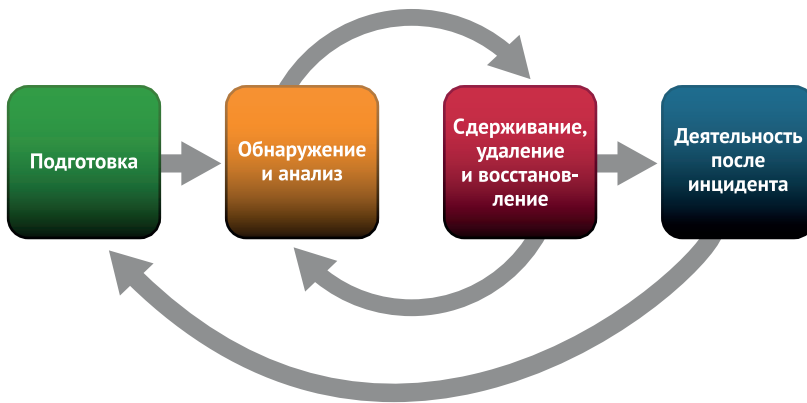 Подготовка
Обнаружение
и анализ
Сдерживание,
удаление
и восстанов-
ление
Деятельность
после
инцидента